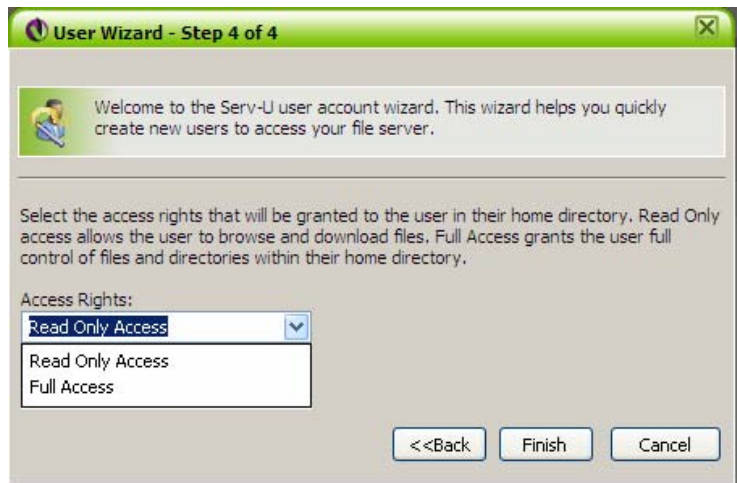 User Wizard - Step 4 of 4
Welcome to the Serv-U user account wizard. This wizard helps you quickly
create new users to access your file server.
Select the access rights that will be granted to the user in their home directory. Read Only
access allows the user to browse and download files. Full Access grants the user full
control of files and directories within their home directory.
Access Rights:
Read Only Access
Read Only Access
Full Access
<<Back Finish Cancel